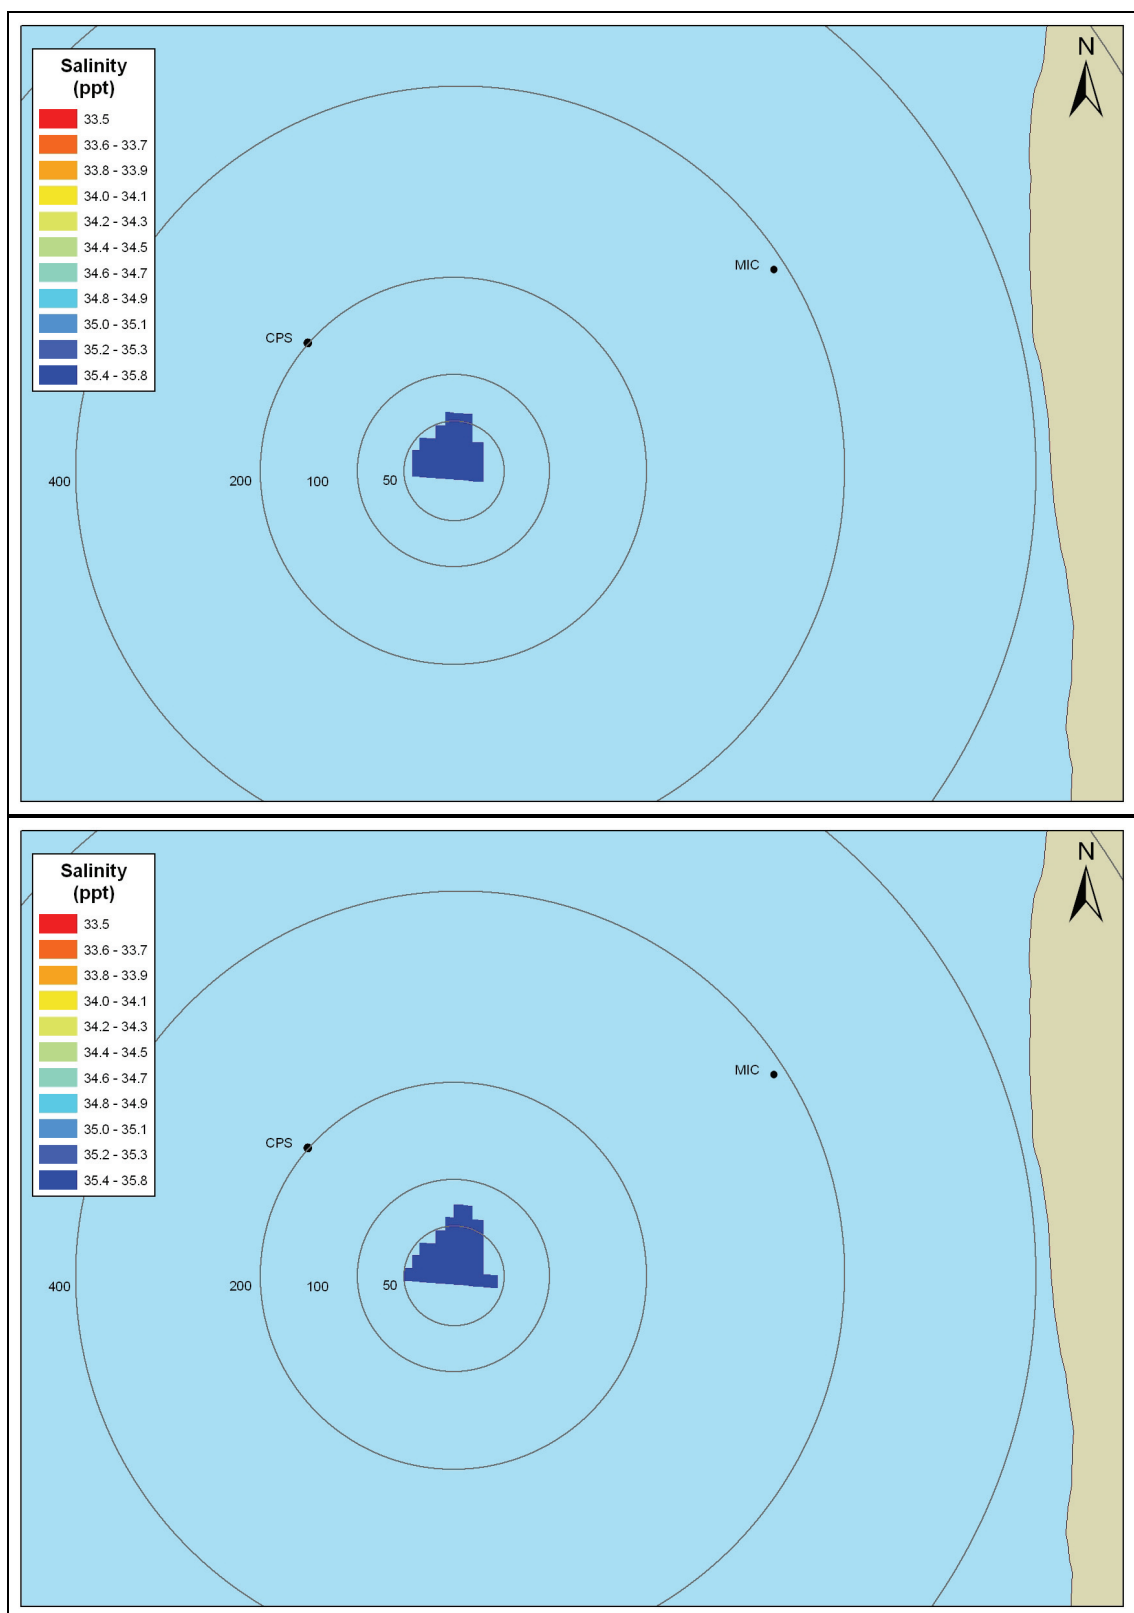 Salinity
(ppt)
33.5
33.6 - 33.7
33.8 - 33.9
34.0 - 34.1
34.2 - 34.3
34.4 - 34.5
34.6 - 34.7
34.8 - 34.9
35.0 - 35.1
35.2 - 35.3
35.4 - 35.8
N
MIC
CPS
400
200
100
50
Salinity
(ppt)
33.5
33.6 - 33.7
33.8 - 33.9
34.0 - 34.1
34.2 - 34.3
34.4 - 34.5
34.6 - 34.7
34.8 - 34.9
35.0 - 35.1
35.2 - 35.3
35.4 - 35.8
N
MIC
CPS
400
200
100
50